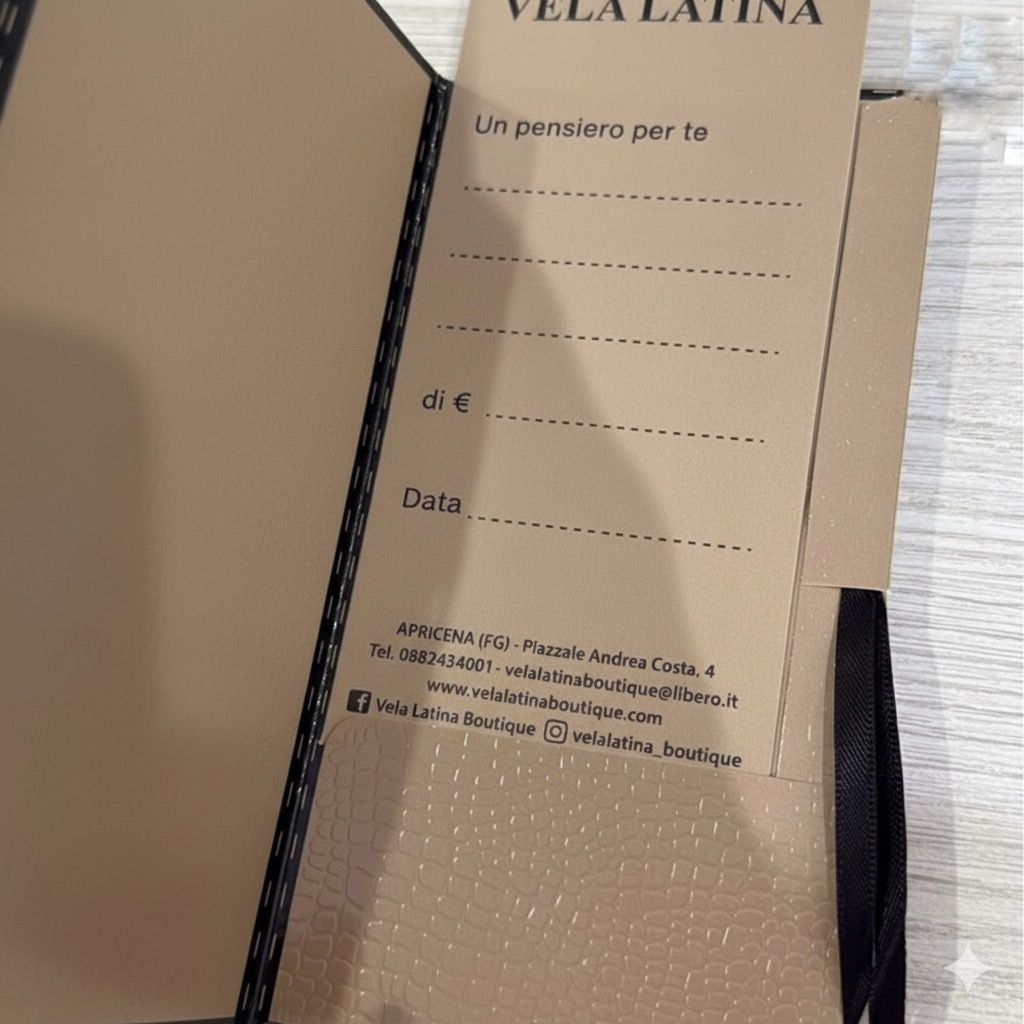 VELA LATINA
Un pensiero per te
di €
Data
APRICENA (FG) - Piazzale Andrea Costa, 4
Tel. 0882434001 - velalatinaboutique@libero.it
www.velalatinaboutique.com
Vela Latina Boutique velalatina_boutique